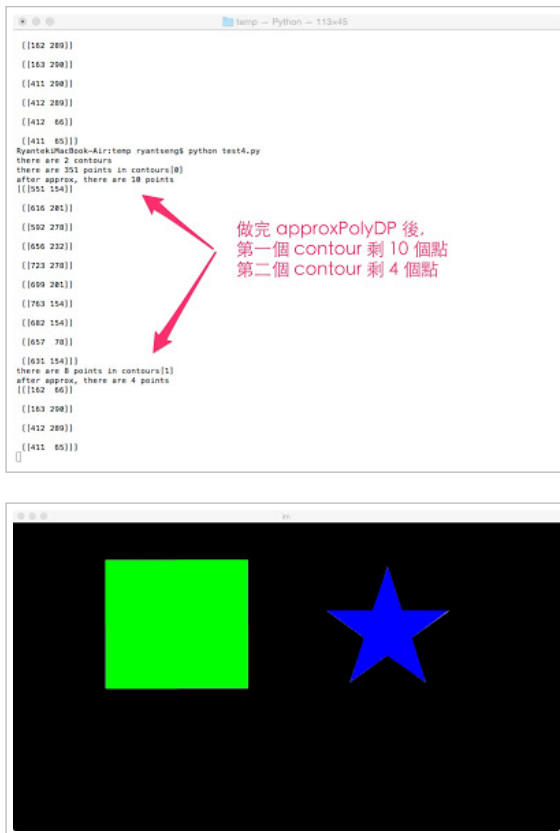 temp — Python — 113×45
[[162 289]]
[[163 290]]
[[411 290]]
[[412 289]]
[[412  66]]
[[411  65]]]
RyantekiMacBook-Air:temp ryantseng$ python test4.py
there are 2 contours
there are 351 points in contours[0]
after approx, there are 10 points
[[[551 154]]
[[616 201]]
[[592 278]]
[[656 232]]
[[723 278]]
[[699 201]]
[[763 154]]
[[682 154]]
[[657  78]]
[[631 154]]]
there are 8 points in contours[1]
after approx, there are 4 points
[[[162  66]]
[[163 290]]
[[412 289]]
[[411  65]]]
做完 approxPolyDP 後,
第一個 contour 剩 10 個點
第二個 contour 剩 4 個點
im